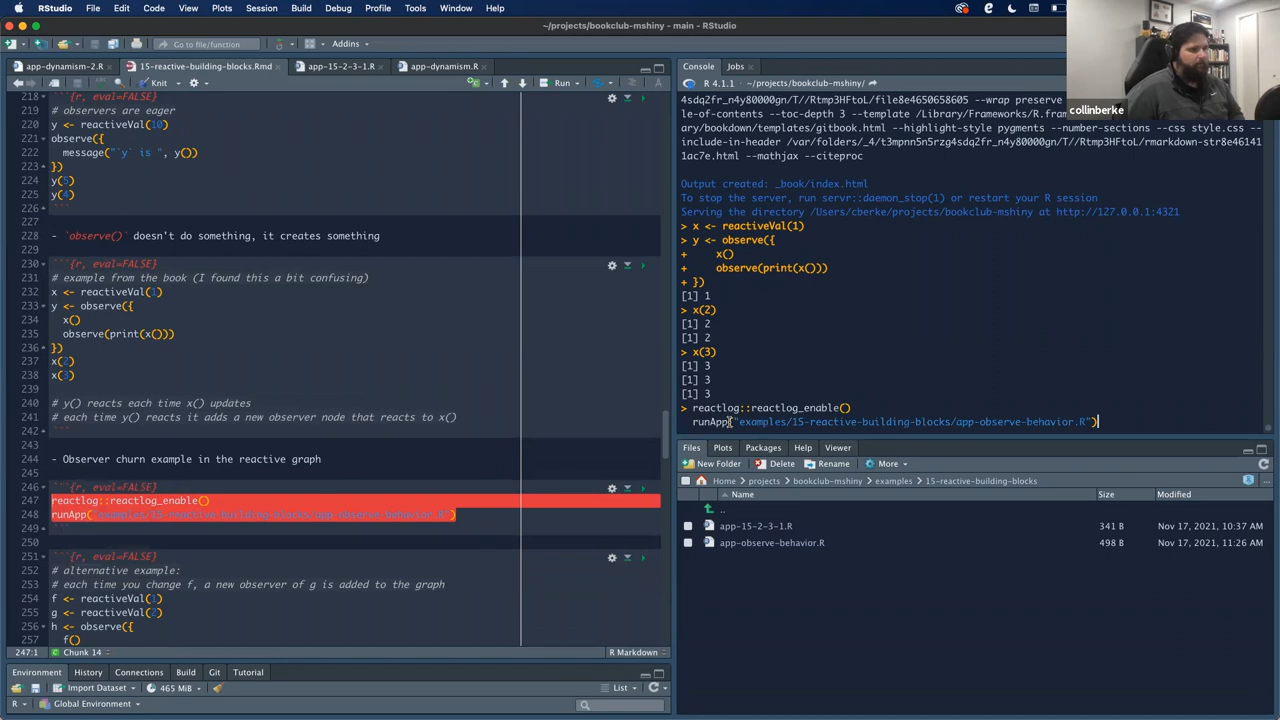 RStudio File Edit Code View Plots Session Build Debug Profile Tools Window Help
~/projects/bookclub-mshiny - main - RStudio
Go to file/function Addins
app-dynamism-2.R 15-reactive-building-blocks.Rmd app-15-2-3-1.R app-dynamism.R
Knit Run
218 ```{r, eval=FALSE}
219 # observers are eager
220 y <- reactiveVal(10)
221 observe({
222 message("`y` is ", y())
223 })
224 y(5)
225 y(4)
226 ```
227
228 - `observe()` doesn't do something, it creates something
229
230 ```{r, eval=FALSE}
231 # example from the book (I found this a bit confusing)
232 x <- reactiveVal(1)
233 y <- observe({
234 x()
235 observe(print(x()))
236 })
237 x(2)
238 x(3)
239
240 # y() reacts each time x() updates
241 # each time y() reacts it adds a new observer node that reacts to x()
242 ```
243
244 - Observer churn example in the reactive graph
245
246 ```{r, eval=FALSE}
247 reactlog::reactlog_enable()
248 runApp("examples/15-reactive-building-blocks/app-observe-behavior.R")
249 ```
250
251 ```{r, eval=FALSE}
252 # alternative example:
253 # each time you change f, a new observer of g is added to the graph
254 f <- reactiveVal(1)
255 g <- reactiveVal(2)
256 h <- observe({
257 f()
247:1 Chunk 14 R Markdown
Environment History Connections Build Git Tutorial
Import Dataset 465 MiB List
R Global Environment
Console Jobs
R 4.1.1 · ~/projects/bookclub-mshiny/
4sdq2fr_n4y80000gn/T//Rtmp3HFtoL/file8e4650658605 --wrap preserve
le-of-contents --toc-depth 3 --template /Library/Frameworks/R.fram
ary/bookdown/templates/gitbook.html --highlight-style pygments --number-sections --css style.css --
include-in-header /var/folders/_4/t3mpnn5n5rzg4sdq2fr_n4y80000gn/T//Rtmp3HFtoL/rmarkdown-str8e46141
11ac7e.html --mathjax --citeproc
Output created: _book/index.html
To stop the server, run servr::daemon_stop(1) or restart your R session
Serving the directory /Users/cberke/projects/bookclub-mshiny at http://127.0.0.1:4321
> x <- reactiveVal(1)
> y <- observe({
+ x()
+ observe(print(x()))
+ })
[1] 1
> x(2)
[1] 2
[1] 2
> x(3)
[1] 3
[1] 3
[1] 3
> reactlog::reactlog_enable()
runApp("examples/15-reactive-building-blocks/app-observe-behavior.R")
Files Plots Packages Help Viewer
New Folder Delete Rename More
Home projects bookclub-mshiny examples 15-reactive-building-blocks
Name Size Modified
..
app-15-2-3-1.R 341 B Nov 17, 2021, 10:37 AM
app-observe-behavior.R 498 B Nov 17, 2021, 11:26 AM
collinberke